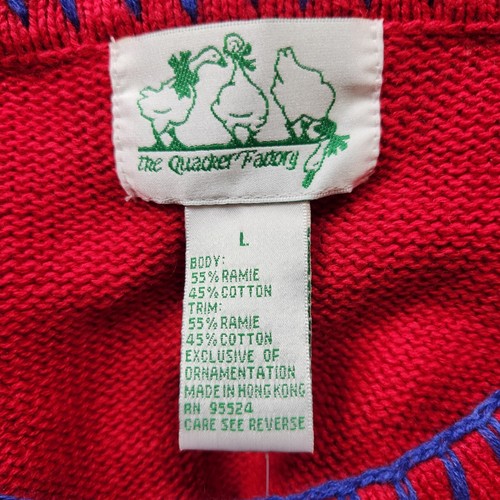 the Quacker Factory
L
BODY:
55% RAMIE
45% COTTON
TRIM:
55% RAMIE
45% COTTON
EXCLUSIVE OF
ORNAMENTATION
MADE IN HONG KONG
RN 95524
CARE SEE REVERSE